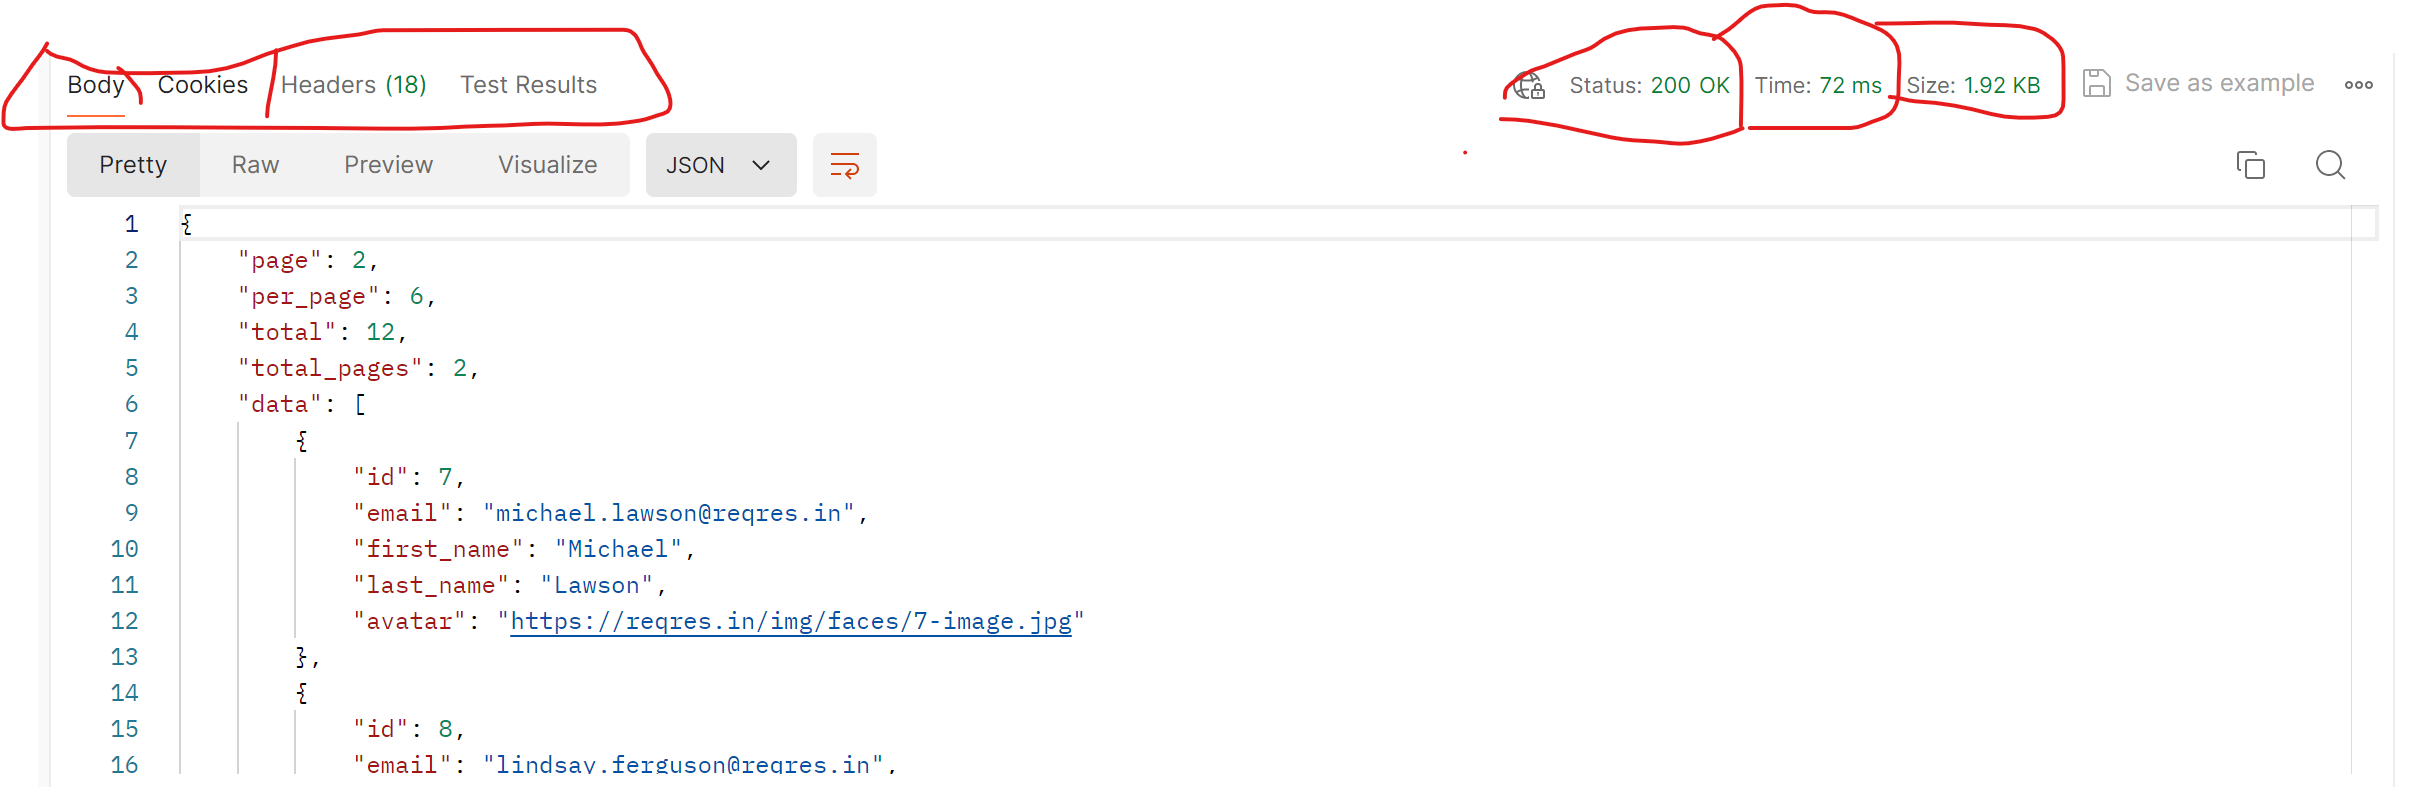 Body Cookies Headers (18) Test Results Status: 200 OK Time: 72 ms Size: 1.92 KB Save as example
Pretty Raw Preview Visualize JSON
1 {
2 "page": 2,
3 "per_page": 6,
4 "total": 12,
5 "total_pages": 2,
6 "data": [
7 {
8 "id": 7,
9 "email": "michael.lawson@reqres.in",
10 "first_name": "Michael",
11 "last_name": "Lawson",
12 "avatar": "https://reqres.in/img/faces/7-image.jpg"
13 },
14 {
15 "id": 8,
16 "email": "lindsay.ferguson@reqres.in",